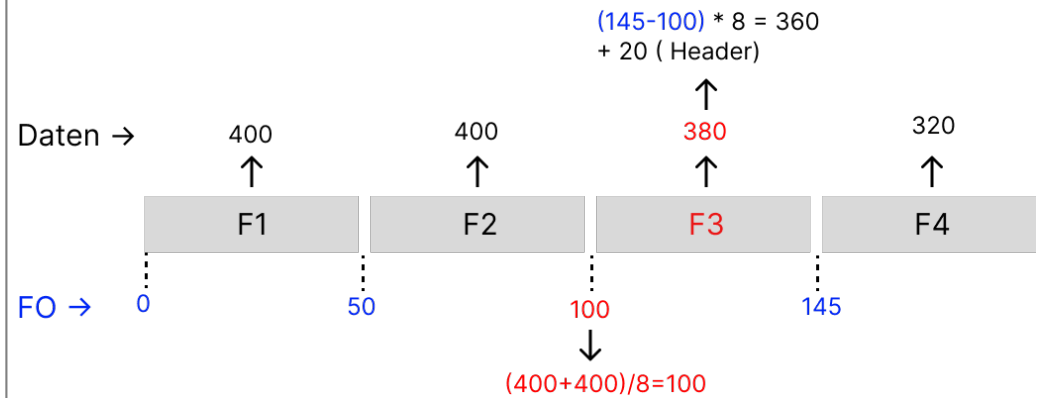 (145-100) * 8 = 360
+ 20 ( Header)
Daten → 400 400 380 320
F1 F2 F3 F4
FO → 0 50 100 145
(400+400)/8=100